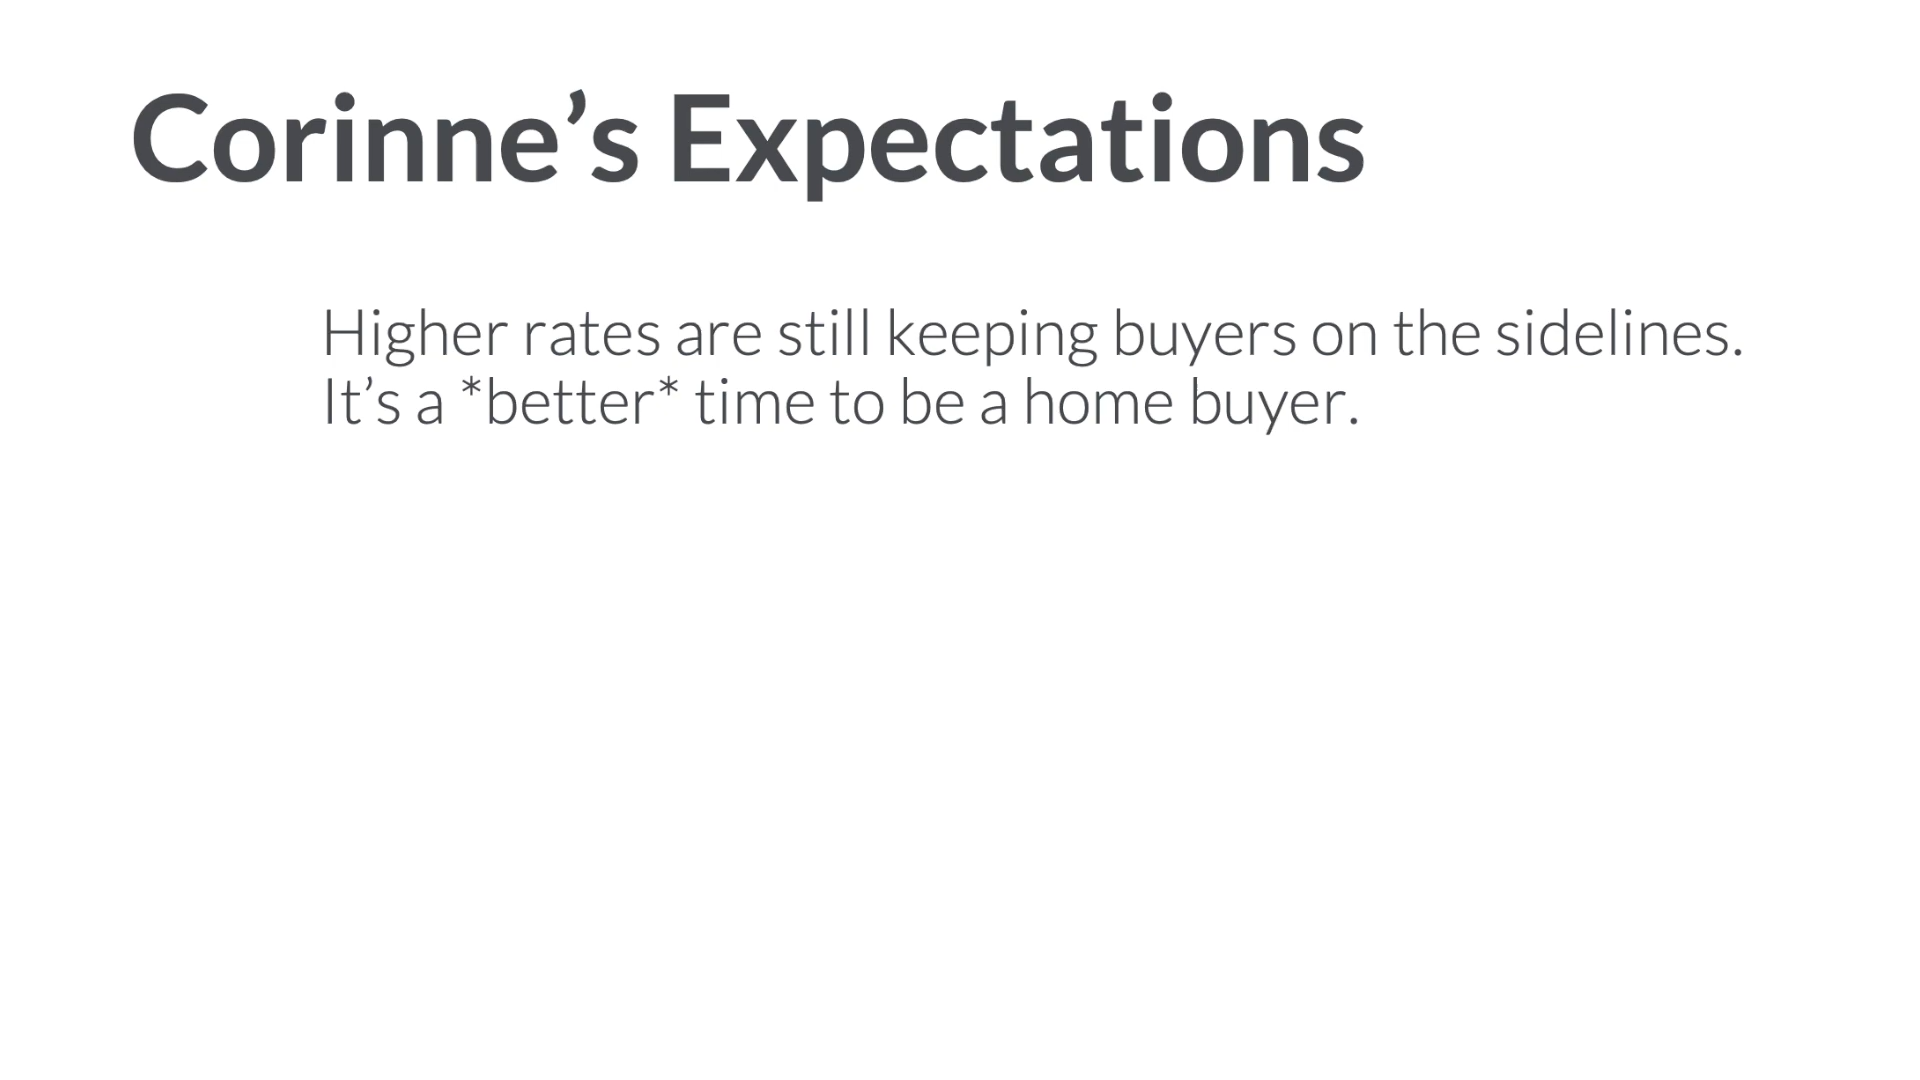 Corinne’s Expectations
Higher rates are still keeping buyers on the sidelines.
It’s a *better* time to be a home buyer.